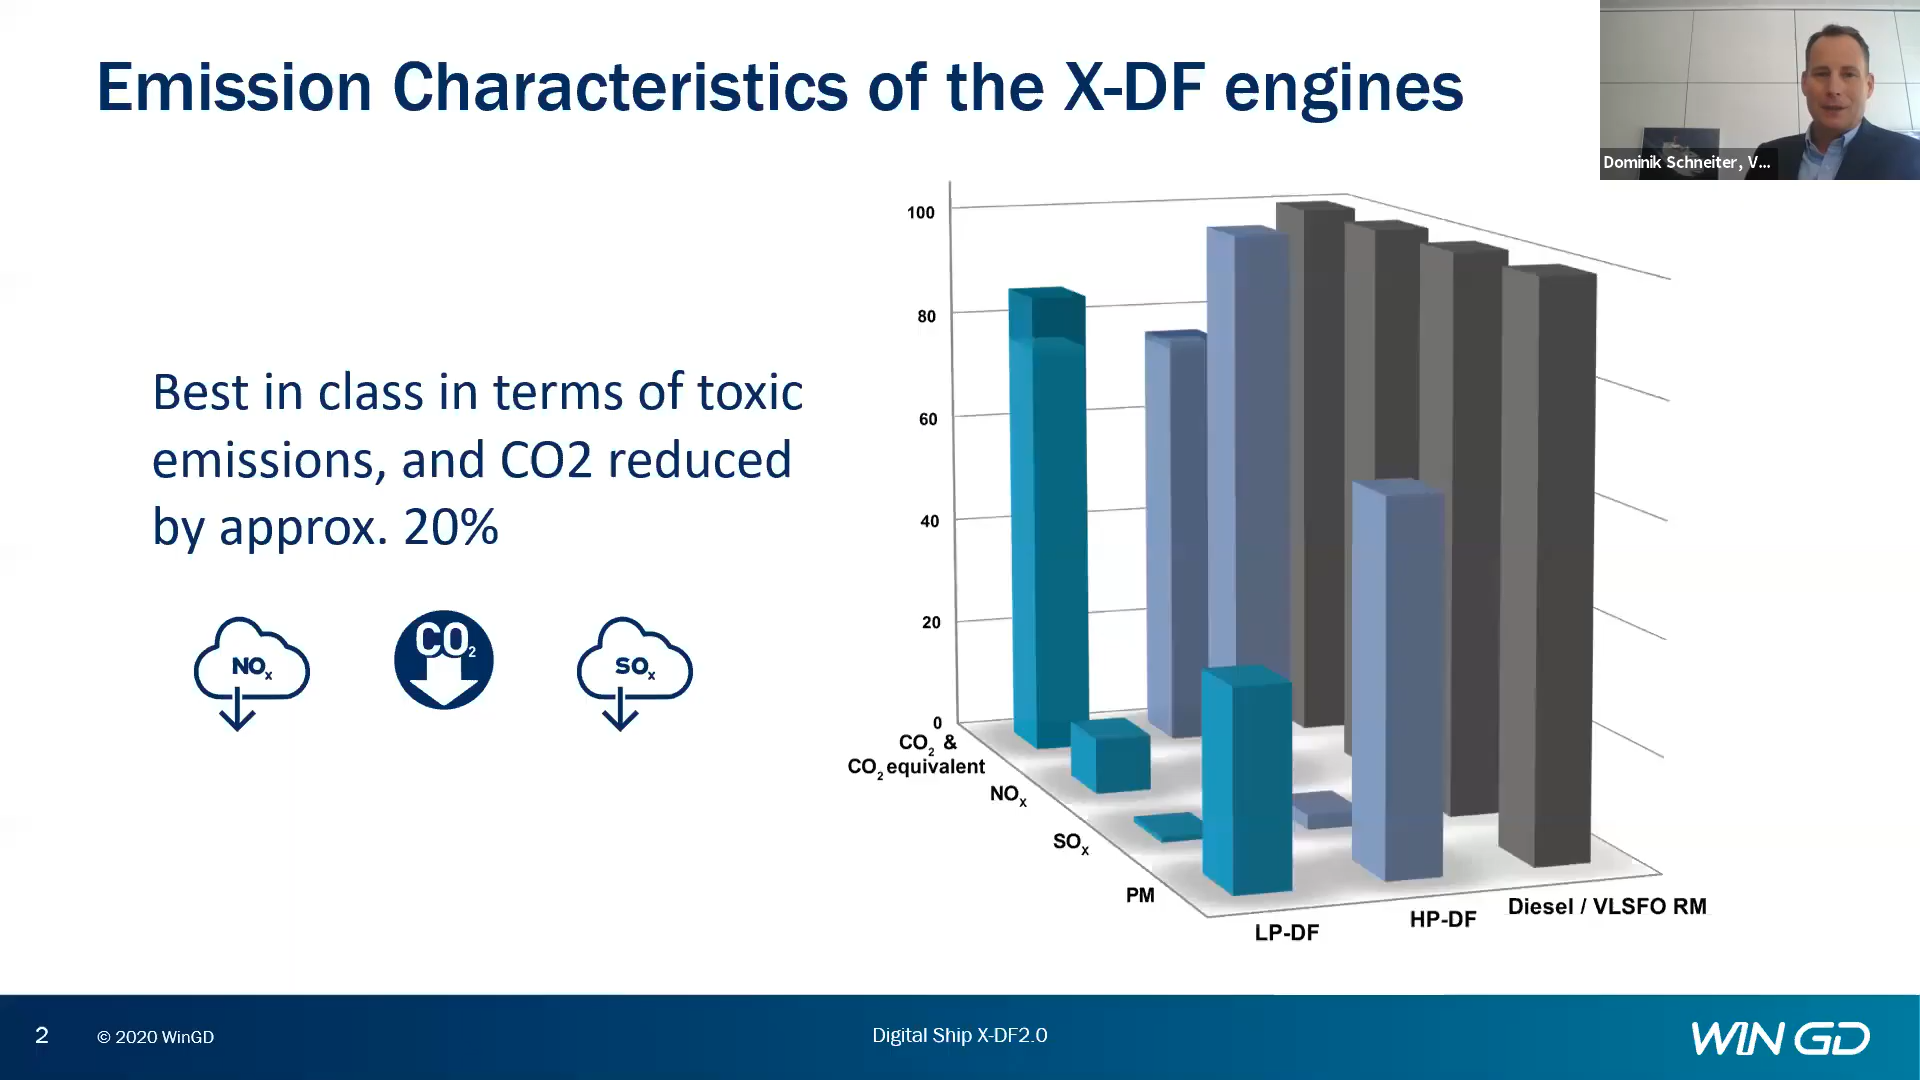 Emission Characteristics of the X-DF engines
Dominik Schneiter, V...
Best in class in terms of toxic
emissions, and CO2 reduced
by approx. 20%
NOx
CO2
SOx
100
80
60
40
20
0
CO2 &
CO2 equivalent
NOx
SOx
PM
LP-DF
HP-DF
Diesel / VLSFO RM
2
© 2020 WinGD
Digital Ship X-DF2.0
WIN GD